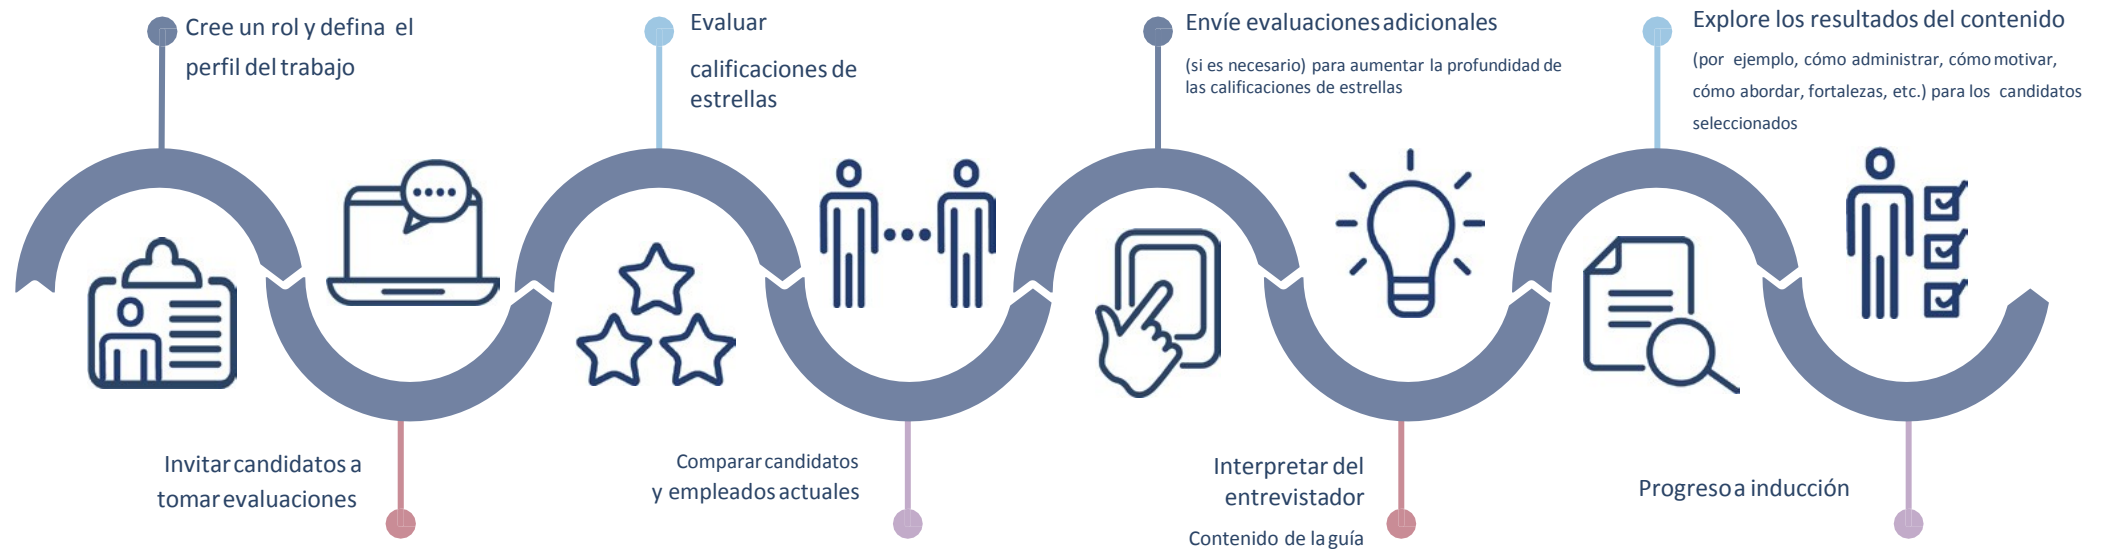 Cree un rol y defina el
perfil del trabajo
Invitar candidatos a
tomar evaluaciones
Evaluar
calificaciones de
estrellas
Comparar candidatos
y empleados actuales
Envíe evaluaciones adicionales
(si es necesario) para aumentar la profundidad de
las calificaciones de estrellas
Interpretar del
entrevistador
Contenido de la guía
Explore los resultados del contenido
(por ejemplo, cómo administrar, cómo motivar,
cómo abordar, fortalezas, etc.) para los candidatos
seleccionados
Progreso a inducción